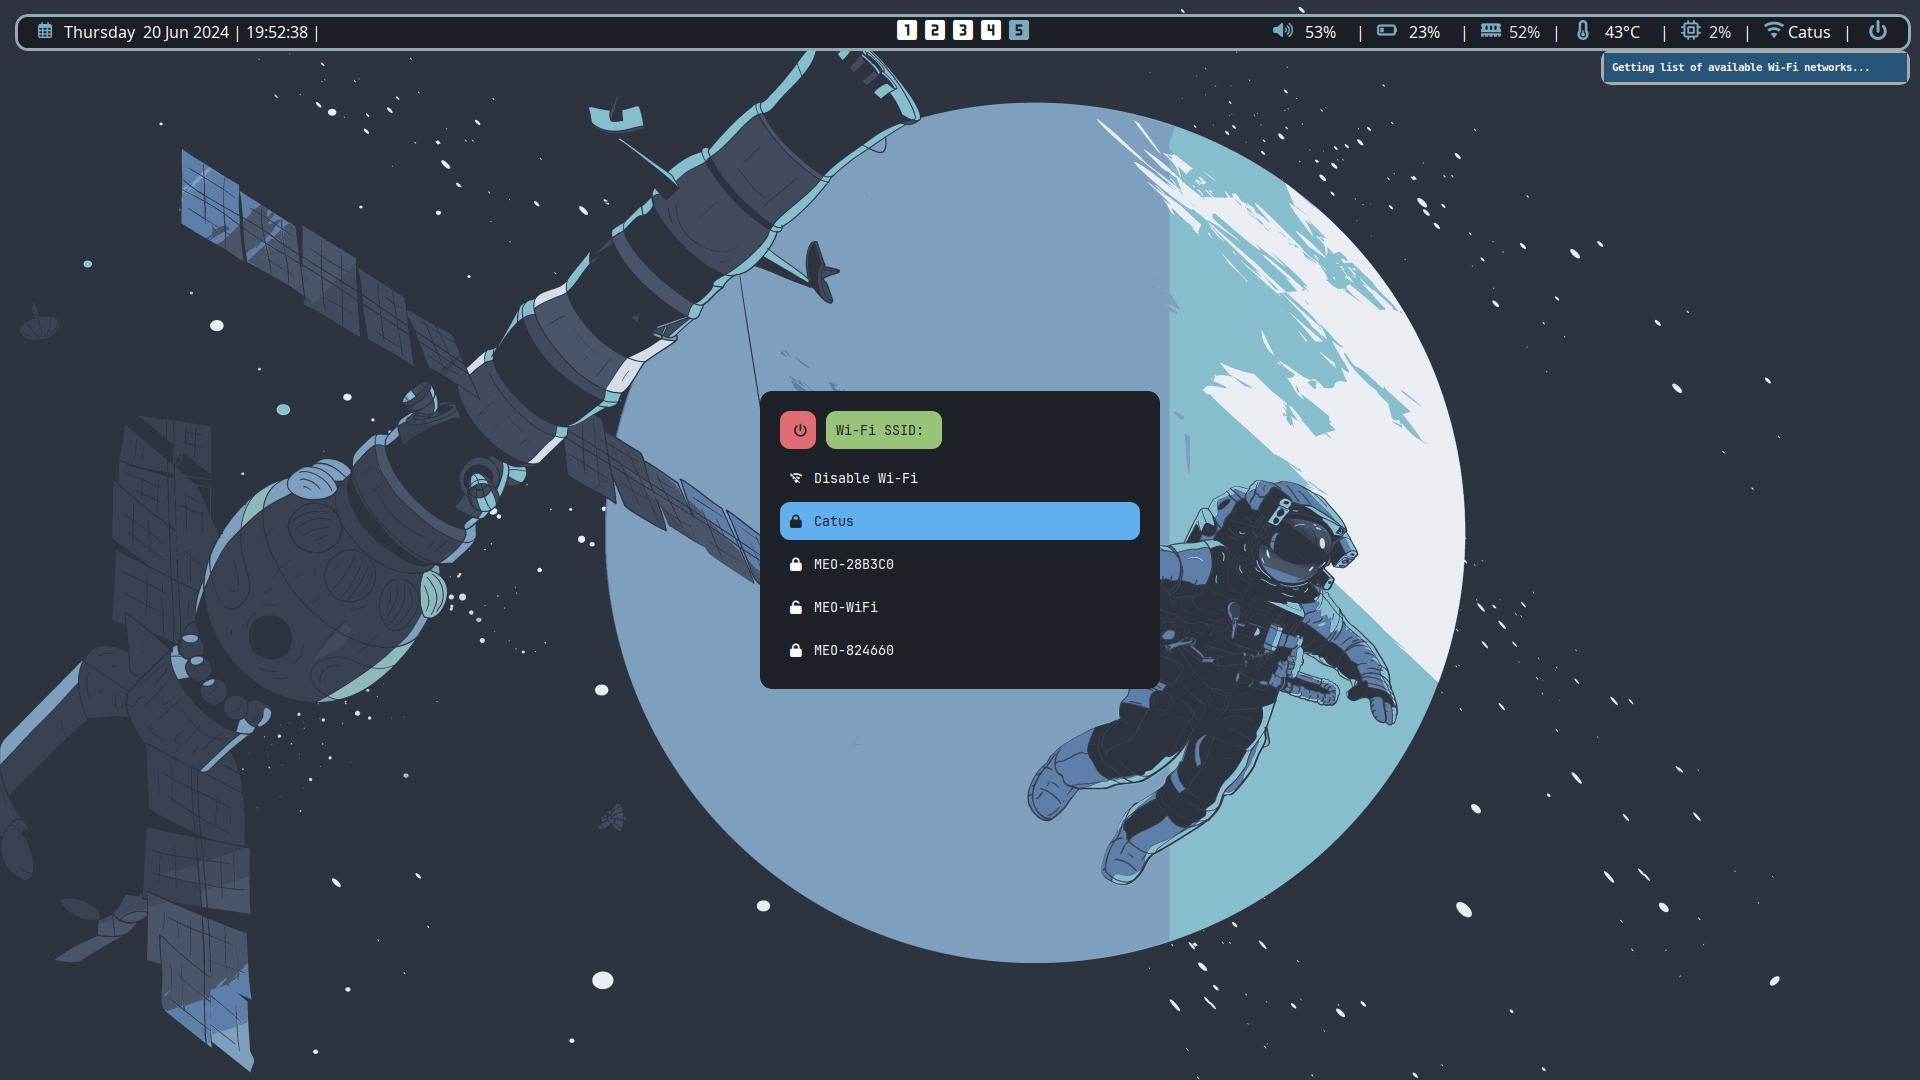 Thursday 20 Jun 2024 | 19:52:38 | 1 2 3 4 5 53% | 23% | 52% | 43°C | 2% | Catus |
Getting list of available Wi-Fi networks...
Wi-Fi SSID:
Disable Wi-Fi
Catus
MEO-28B3C0
MEO-WiFi
MEO-824660